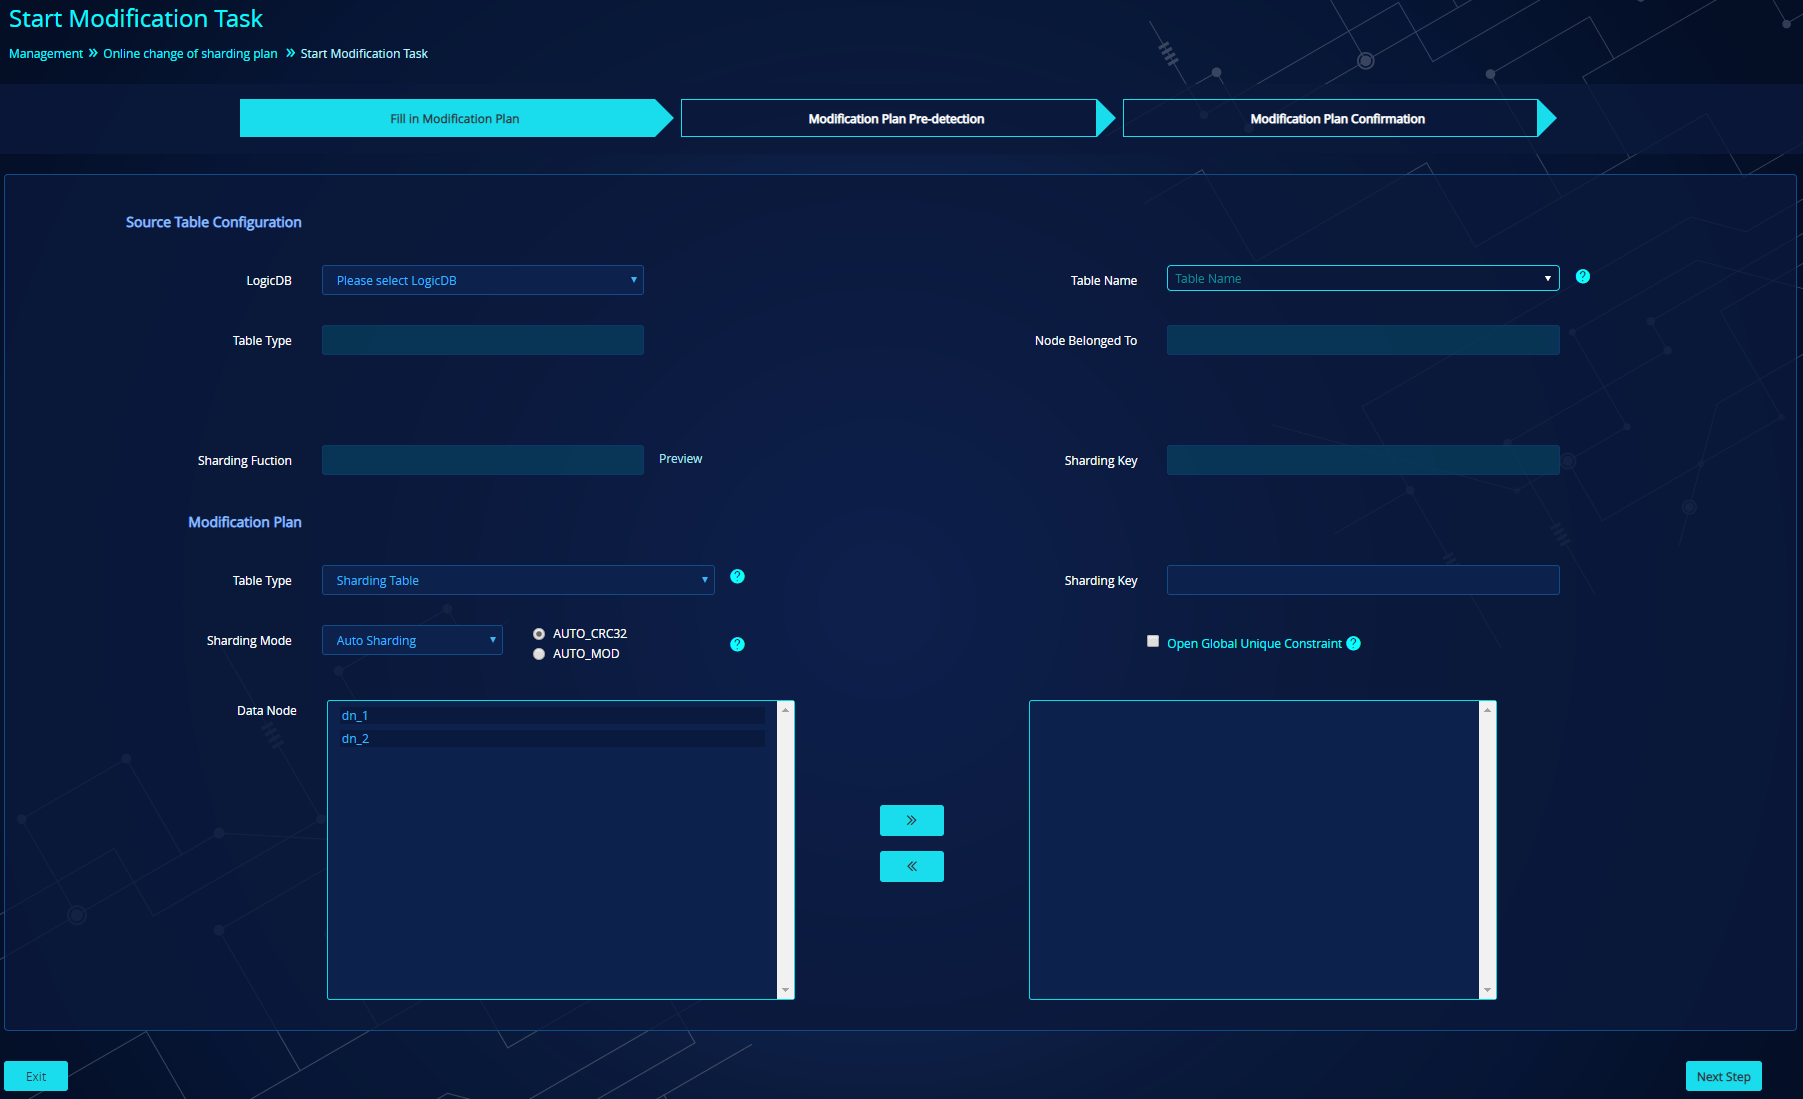 Start Modification Task
Management » Online change of sharding plan » Start Modification Task
Fill in Modification Plan
Modification Plan Pre-detection
Modification Plan Confirmation
Source Table Configuration
LogicDB
Please select LogicDB
Table Name
Table Name
?
Table Type
Node Belonged To
Sharding Fuction
Preview
Sharding Key
Modification Plan
Table Type
Sharding Table
?
Sharding Key
Sharding Mode
Auto Sharding
AUTO_CRC32
AUTO_MOD
?
Open Global Unique Constraint ?
Data Node
dn_1
dn_2
»
«
Exit
Next Step